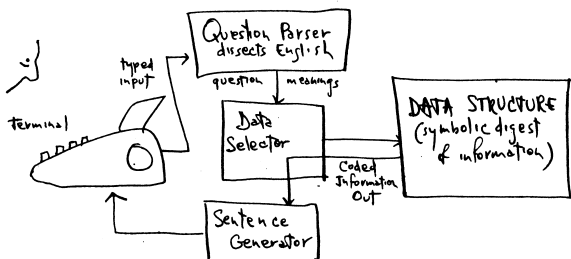 Question Parser
dissects English
typed
input
question meanings
Terminal
Data
Selector
DATA STRUCTURE
(symbolic digest
of information)
Coded
Information
Out
Sentence
Generator